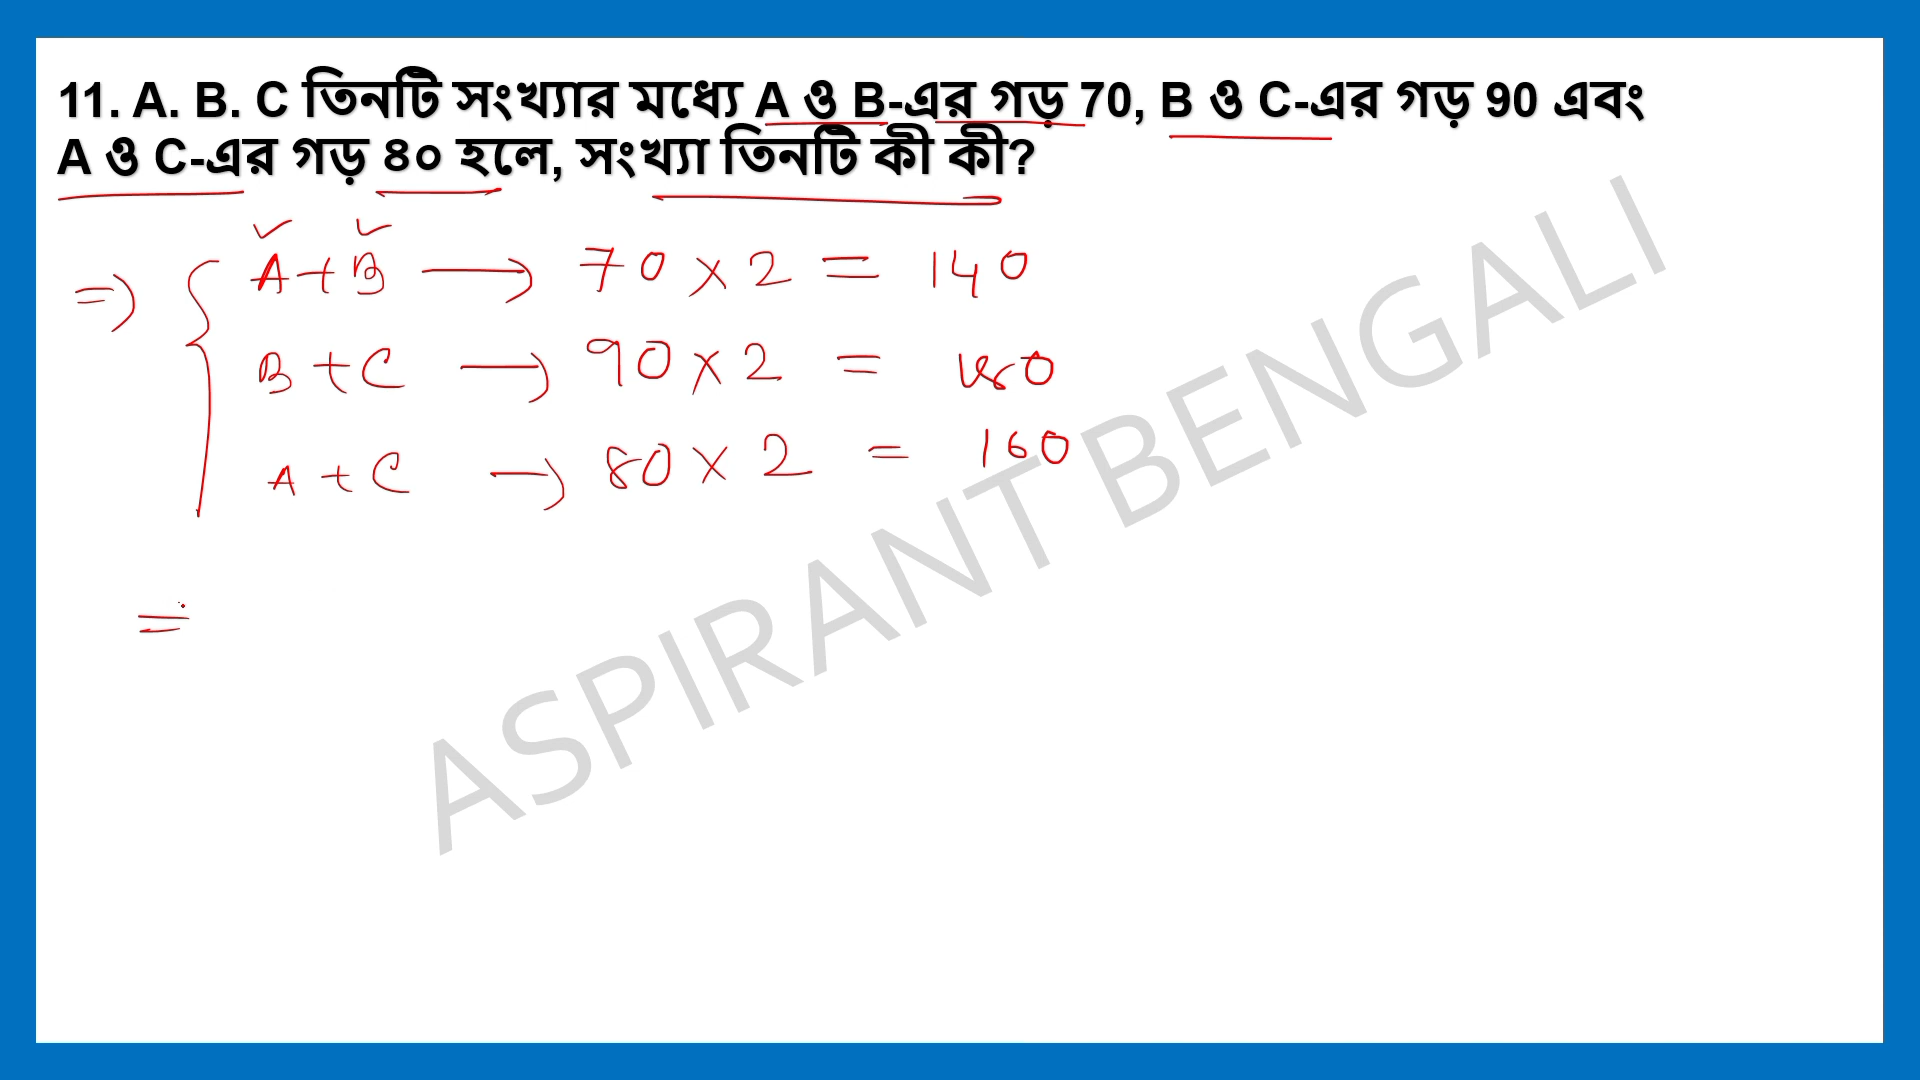 11. A. B. C তিনটি সংখ্যার মধ্যে A ও B-এর গড় 70, B ও C-এর গড় 90 এবং
A ও C-এর গড় ৪০ হলে, সংখ্যা তিনটি কী কী?
=> { A+B → 70 × 2 = 140
B + C → 90 × 2 = 180
A + C → 80 × 2 = 160
=
ASPIRANT BENGALI